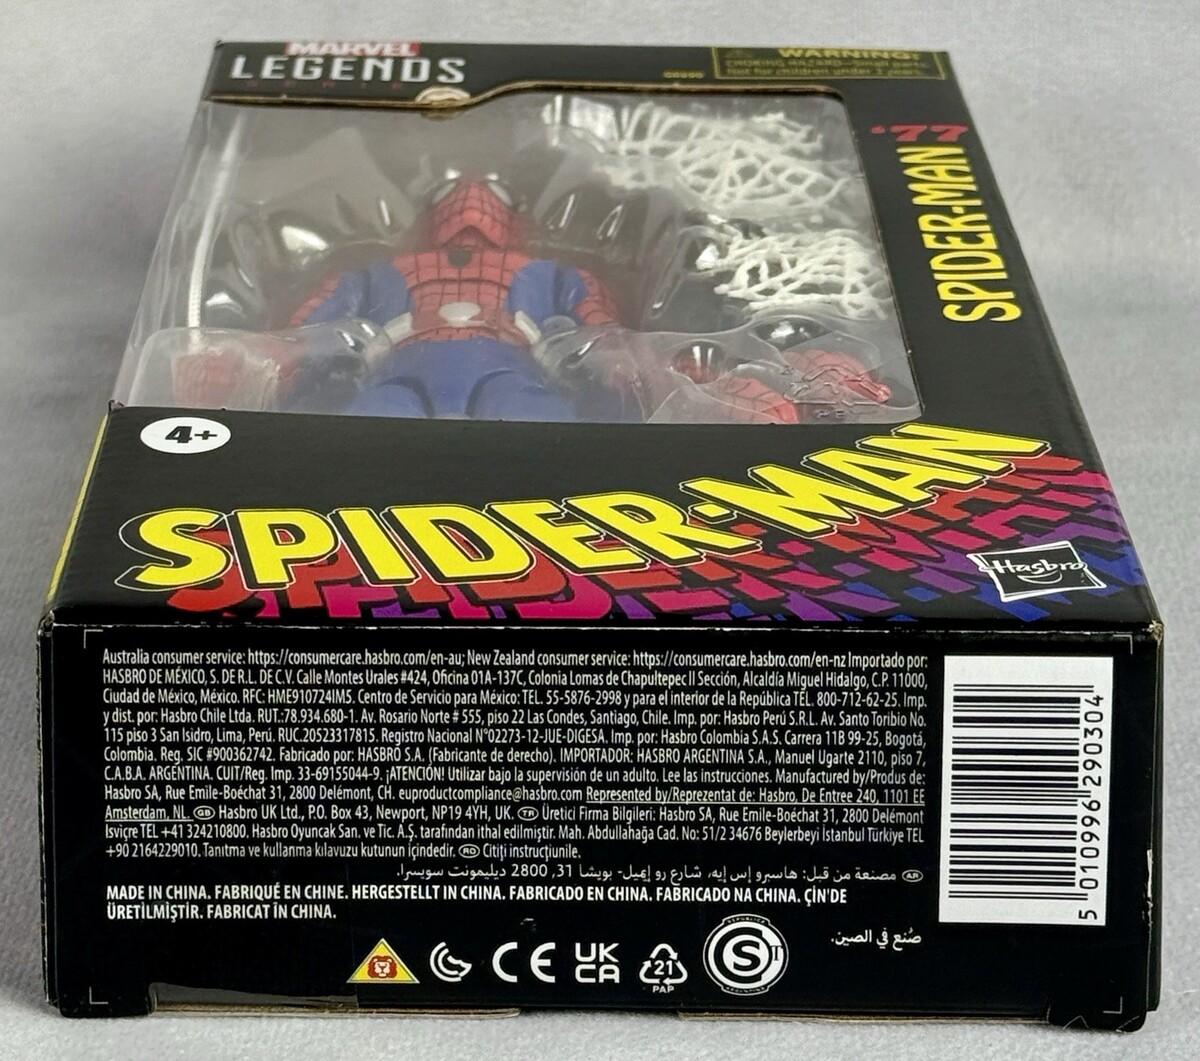 MARVEL
LEGENDS
SERIES
WARNING:
CHOKING HAZARD–Small parts.
Not for children under 3 years.
'77
SPIDER-MAN
4+
SPIDER-MAN
Hasbro
Australia consumer service: https://consumercare.hasbro.com/en-au; New Zealand consumer service: https://consumercare.hasbro.com/en-nz Importado por:
HASBRO DE MÉXICO, S. DE R.L. DE C.V. Calle Montes Urales #424, Oficina 01A-137C, Colonia Lomas de Chapultepec II Sección, Alcaldía Miguel Hidalgo, C.P. 11000,
Ciudad de México, México. RFC: HME910724IM5. Centro de Servicio para México: TEL. 55-5876-2998 y para el interior de la República TEL. 800-712-62-25. Imp.
y dist. por: Hasbro Chile Ltda. RUT.:78.934.680-1. Av. Rosario Norte # 555, piso 22 Las Condes, Santiago, Chile. Imp. por: Hasbro Perú S.R.L. Av. Santo Toribio No.
115 piso 3 San Isidro, Lima, Perú. RUC.20523317815. Registro Nacional N°02273-12-JUE-DIGESA. Imp. por: Hasbro Colombia S.A.S. Carrera 11B 99-25, Bogotá,
Colombia. Reg. SIC #900362742. Fabricado por: HASBRO S.A. (Fabricante de derecho). IMPORTADOR: HASBRO ARGENTINA S.A., Manuel Ugarte 2110, piso 7,
C.A.B.A. ARGENTINA. CUIT/Reg. Imp. 33-69155044-9. ¡ATENCIÓN! Utilizar bajo la supervisión de un adulto. Lee las instrucciones. Manufactured by/Produs de:
Hasbro SA, Rue Emile-Boéchat 31, 2800 Delémont, CH. euproductcompliance@hasbro.com Represented by/Reprezentat de: Hasbro, De Entree 240, 1101 EE
Amsterdam, NL. GB Hasbro UK Ltd., P.O. Box 43, Newport, NP19 4YH, UK. TR Üretici Firma Bilgileri: Hasbro SA, Rue Emile-Boéchat 31, 2800 Delémont
İsviçre TEL +41 324210800. Hasbro Oyuncak San. ve Tic. A.Ş. tarafından ithal edilmiştir. Mah. Abdullahağa Cad. No: 51/2 34676 Beylerbeyi İstanbul Türkiye TEL
+90 2164229010. Tanıtma ve kullanma kılavuzu kutunun içindedir. RO Citiți instrucțiunile.
AR مصنعة من قبل: هاسبرو إس إيه، شارع رو إيميل- بويشا 31, 2800 ديليمونت سويسرا.
MADE IN CHINA. FABRIQUÉ EN CHINE. HERGESTELLT IN CHINA. FABRICADO EN CHINA. FABRICADO NA CHINA. ÇİN'DE
ÜRETİLMİŞTİR. FABRICAT ÎN CHINA.
صُنع في الصين.
CE
UK
CA
21
PAP
S
5 010996 290304